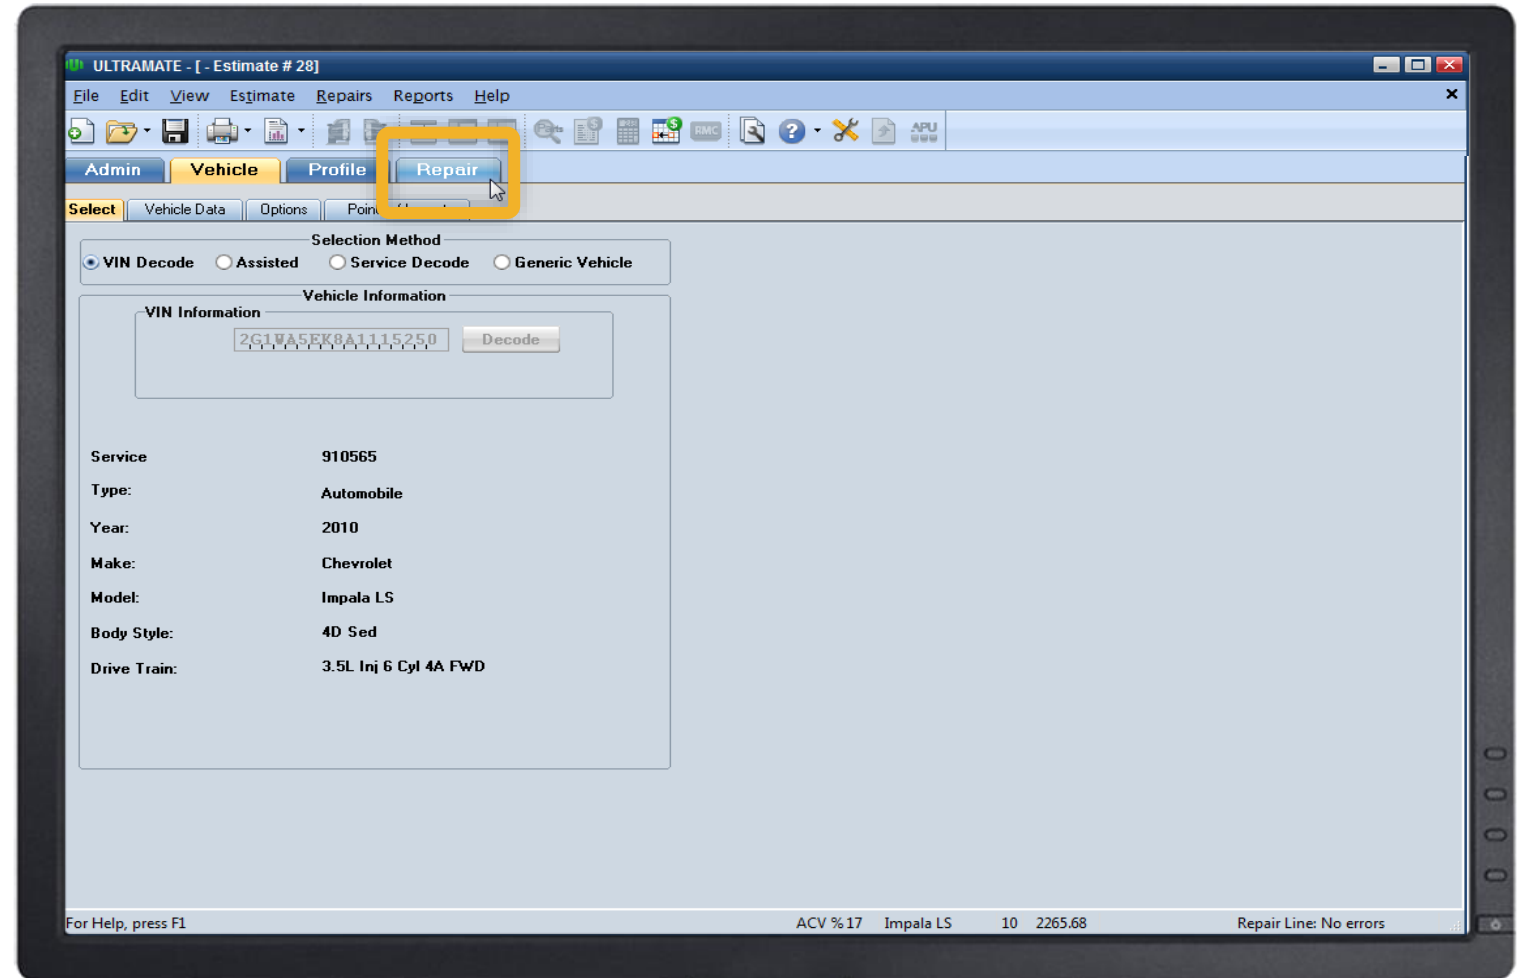 ULTRAMATE - [ - Estimate # 28]
File Edit View Estimate Repairs Reports Help
Parts RMC APU
Admin Vehicle Profile Repair
Select Vehicle Data Options
Selection Method
VIN Decode Assisted Service Decode Generic Vehicle
Vehicle Information
VIN Information
2G1WA5EK8A1115250 Decode
Service 910565
Type: Automobile
Year: 2010
Make: Chevrolet
Model: Impala LS
Body Style: 4D Sed
Drive Train: 3.5L Inj 6 Cyl 4A FWD
For Help, press F1 ACV % 17 Impala LS 10 2265.68 Repair Line: No errors